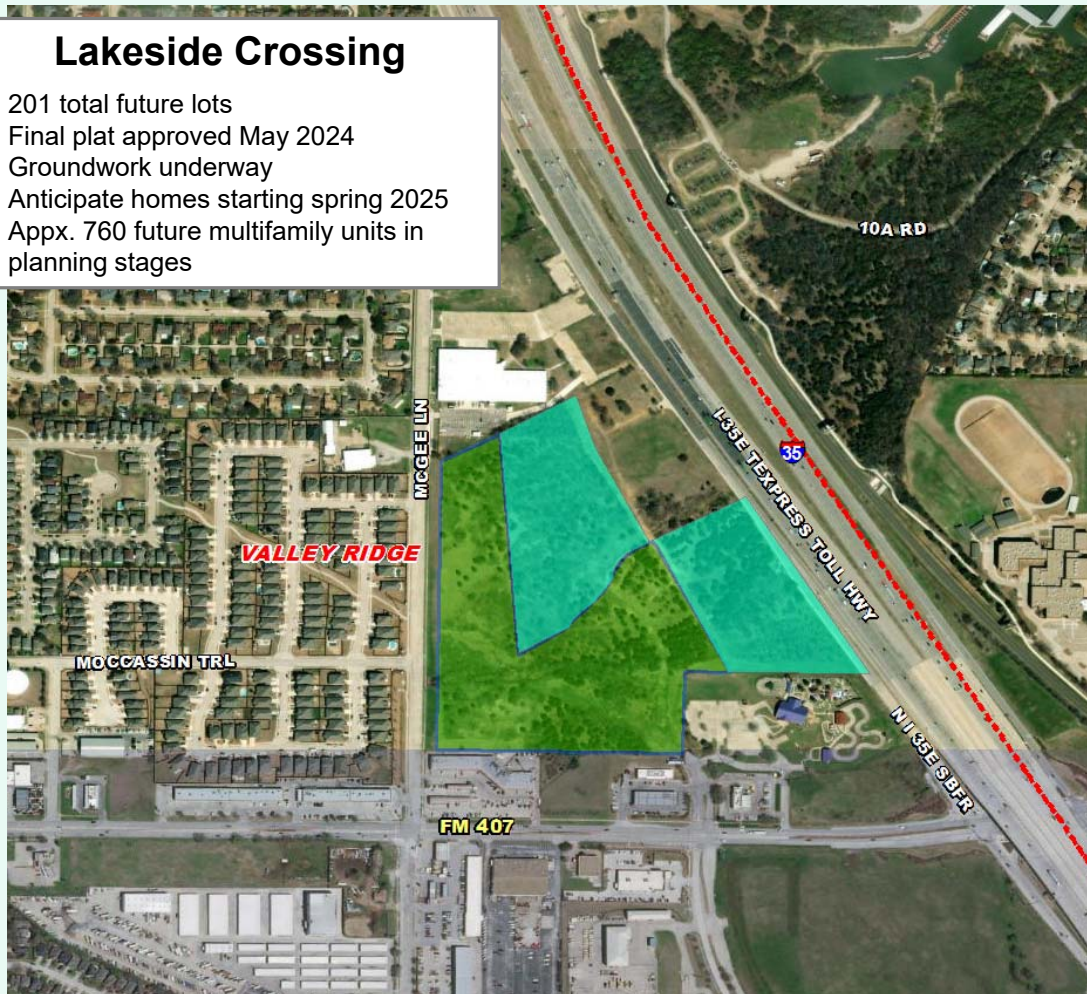 Lakeside Crossing
201 total future lots
Final plat approved May 2024
Groundwork underway
Anticipate homes starting spring 2025
Appx. 760 future multifamily units in
planning stages
10A RD
MCGEE LN
I-35E TEXPRESS TOLL HWY
35
VALLEY RIDGE
MOCCASSIN TRL
N I 35E SBFR
FM 407